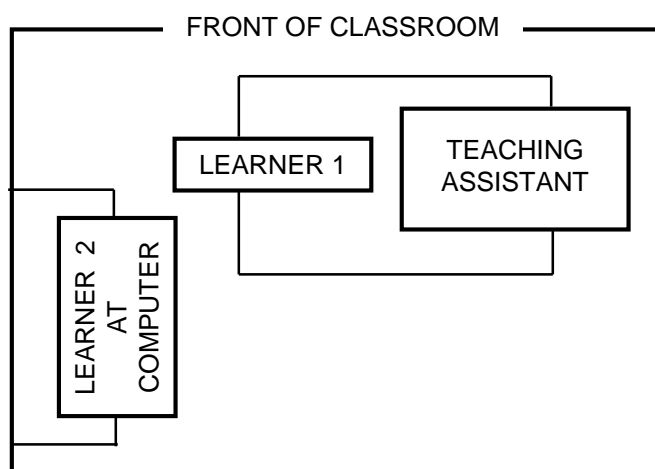 FRONT OF CLASSROOM
LEARNER 1
TEACHING
ASSISTANT
LEARNER 2
AT
COMPUTER